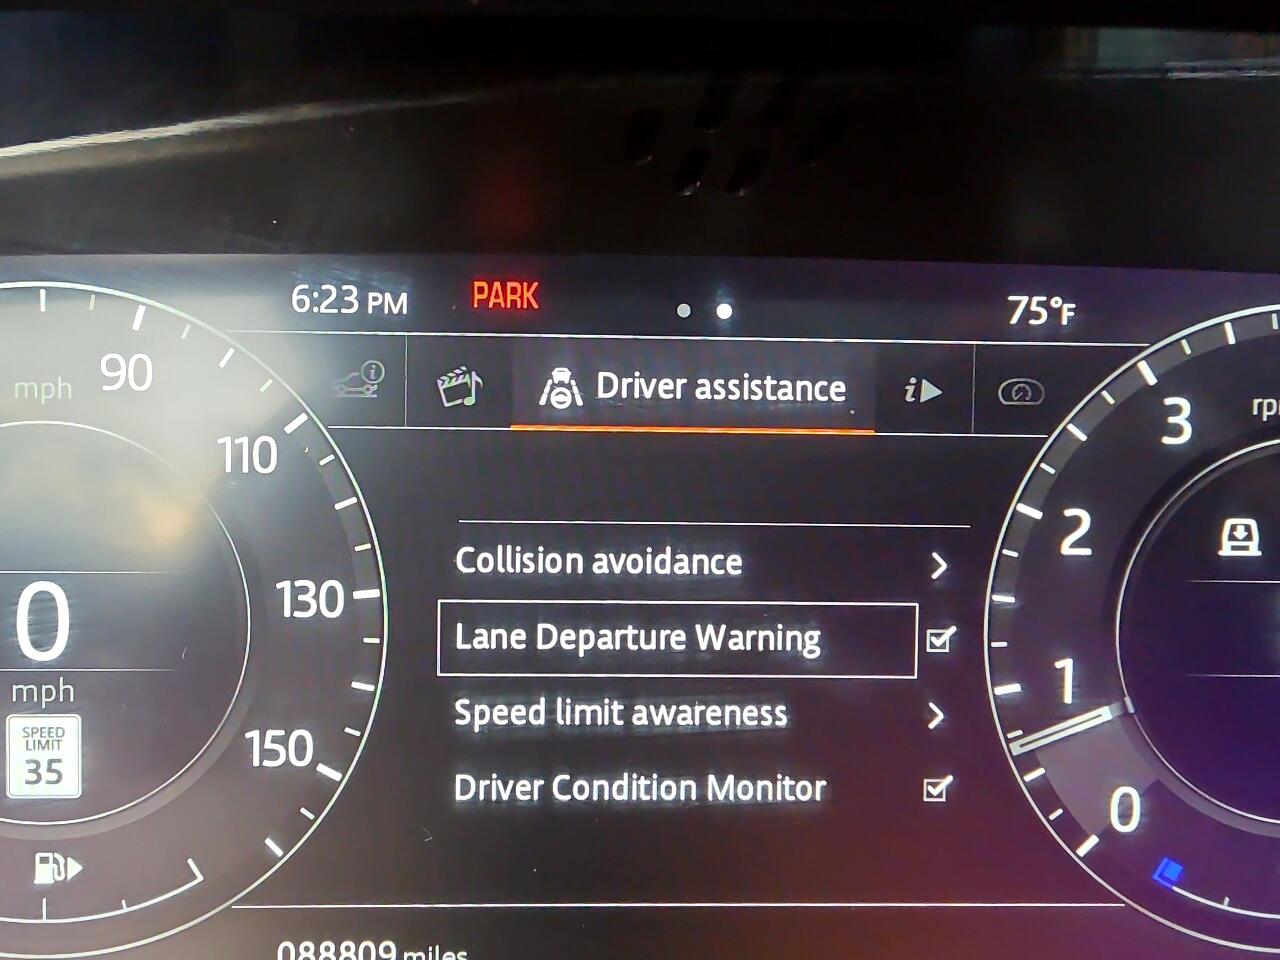 6:23 PM
PARK
75°F
mph
90
110
130
150
0
mph
SPEED
LIMIT
35
Driver assistance
i
Collision avoidance
Lane Departure Warning
Speed limit awareness
Driver Condition Monitor
3
2
1
0
088809 miles